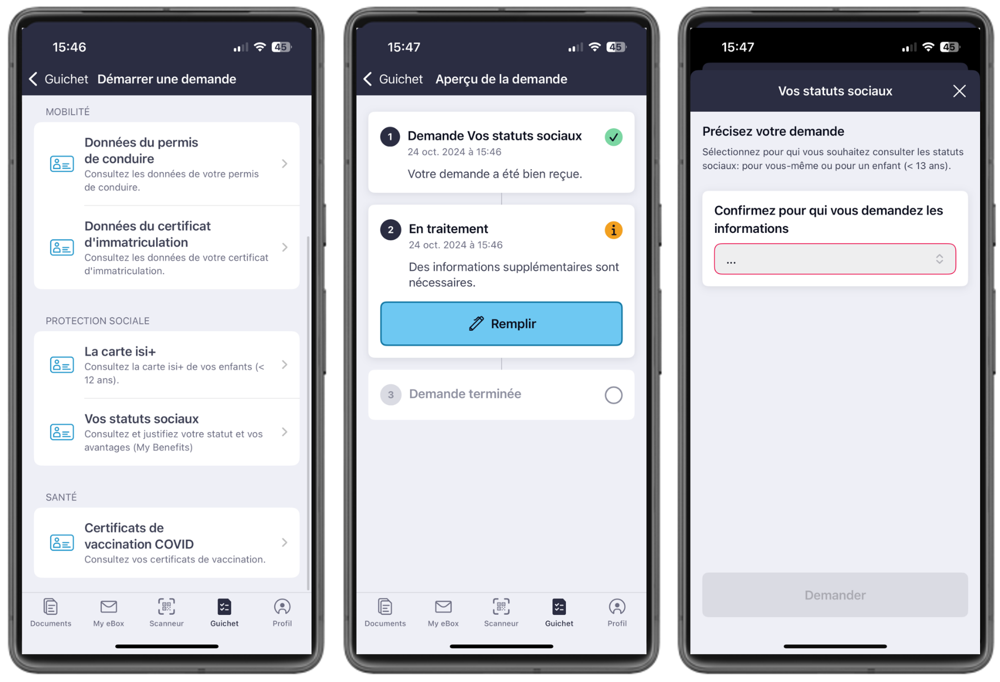 15:46
45
Guichet Démarrer une demande
MOBILITÉ
Données du permis
de conduire
Consultez les données de votre permis
de conduire.
Données du certificat
d'immatriculation
Consultez les données de votre certificat
d'immatriculation.
PROTECTION SOCIALE
La carte isi+
Consultez la carte isi+ de vos enfants (<
12 ans).
Vos statuts sociaux
Consultez et justifiez votre statut et vos
avantages (My Benefits)
SANTÉ
Certificats de
vaccination COVID
Consultez vos certificats de vaccination.
Documents My eBox Scanneur Guichet Profil
15:47
45
Guichet Aperçu de la demande
1 Demande Vos statuts sociaux
24 oct. 2024 à 15:46
Votre demande a été bien reçue.
2 En traitement
24 oct. 2024 à 15:46
Des informations supplémentaires sont
nécessaires.
Remplir
3 Demande terminée
Documents My eBox Scanneur Guichet Profil
15:47
45
Vos statuts sociaux
Précisez votre demande
Sélectionnez pour qui vous souhaitez consulter les statuts
sociaux: pour vous-même ou pour un enfant (< 13 ans).
Confirmez pour qui vous demandez les
informations
...
Demander